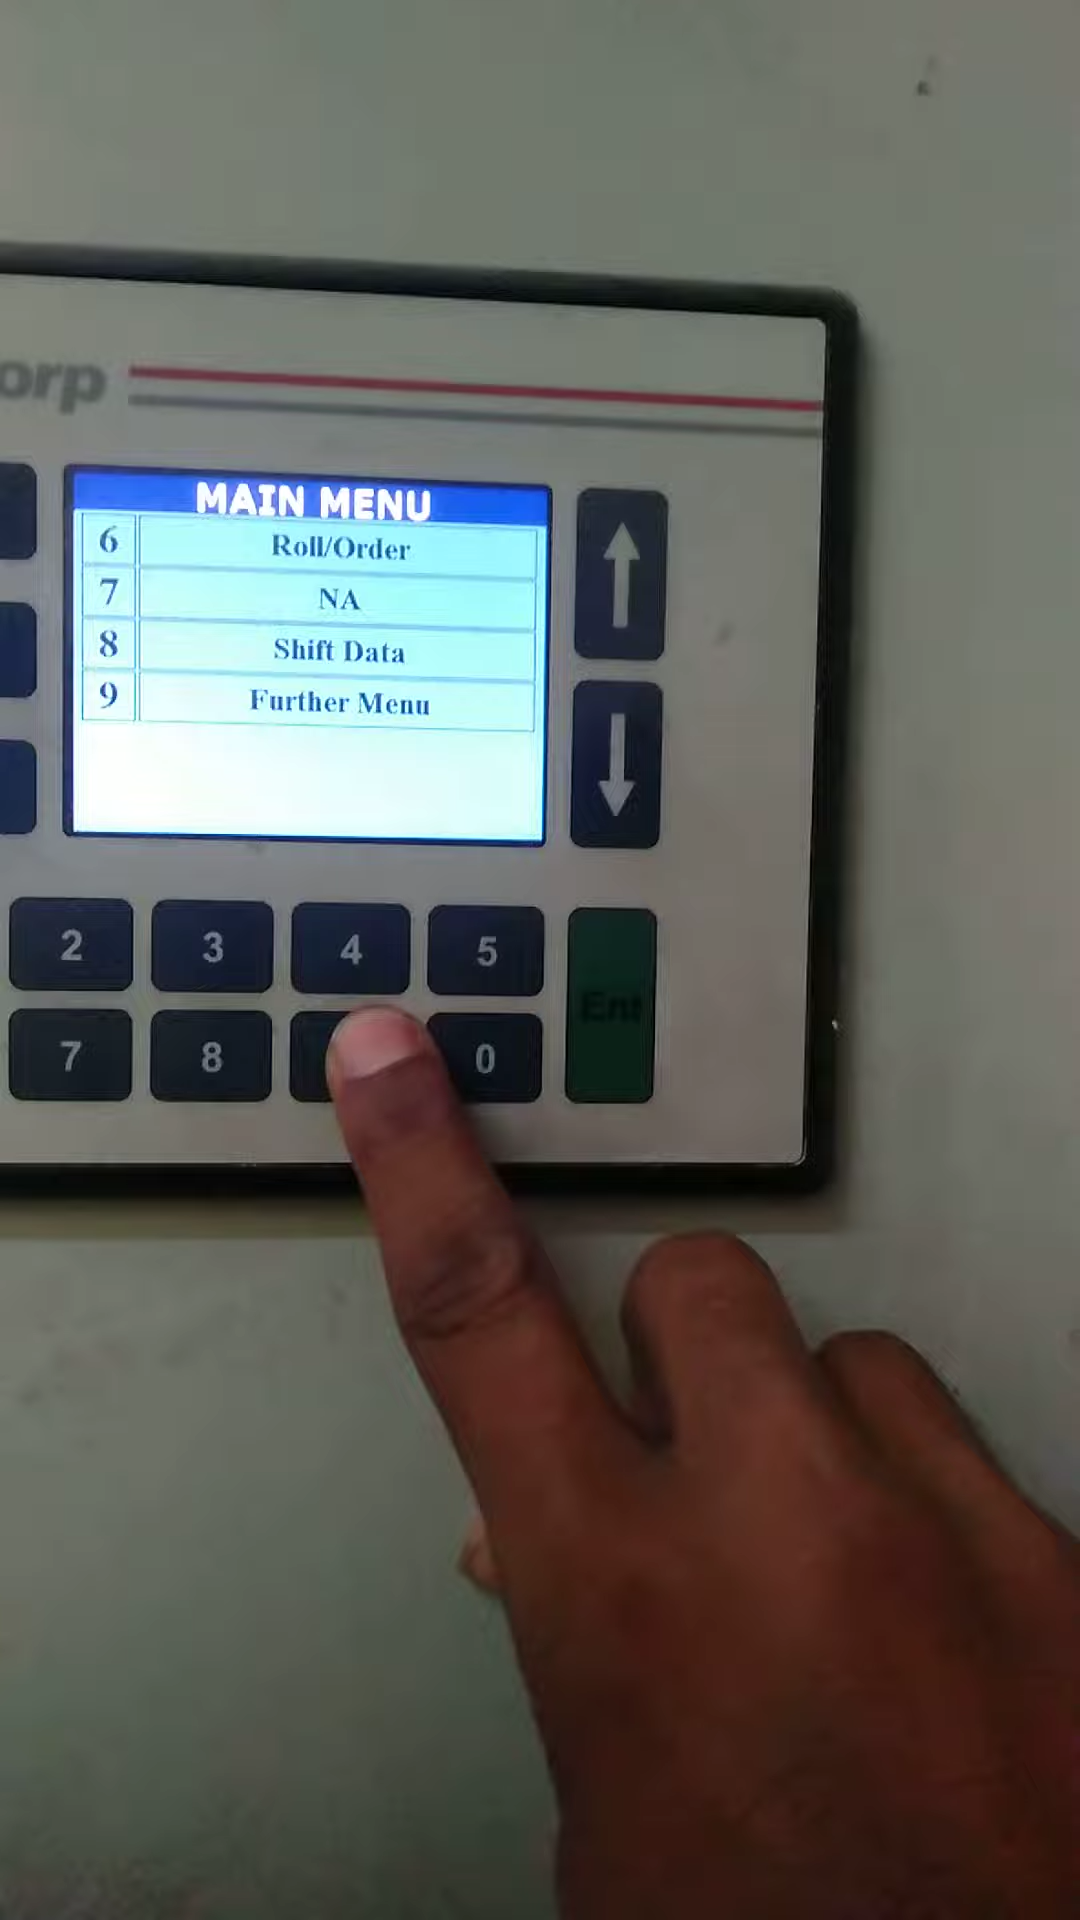 orp
MAIN MENU
6 Roll/Order
7 NA
8 Shift Data
9 Further Menu
2 3 4 5 Ent
7 8 0